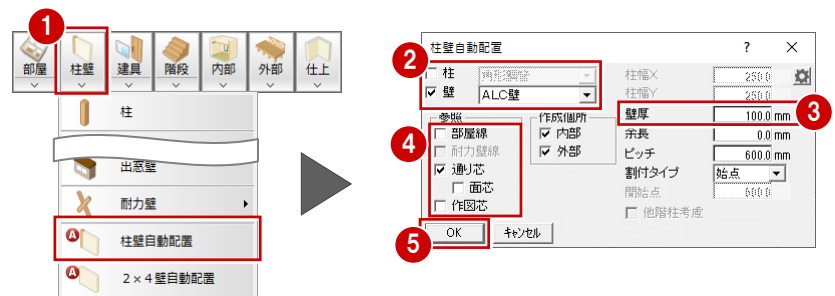 1
部屋 柱壁 建具 階段 内部 外部 仕上
柱
出窓壁
耐力壁
A 柱壁自動配置
A 2×4壁自動配置
柱壁自動配置 ? ×
2
柱 角形鋼管
壁 ALC壁
柱幅X 250.0
柱幅Y 250.0
3
壁厚 100.0 mm
余長 0.0 mm
ピッチ 600.0 mm
割付タイプ 始点
開始点 600.0
他階柱考慮
4
参照
部屋線
耐力壁線
通り芯
面芯
作図芯
作成個所
内部
外部
5
OK キャンセル